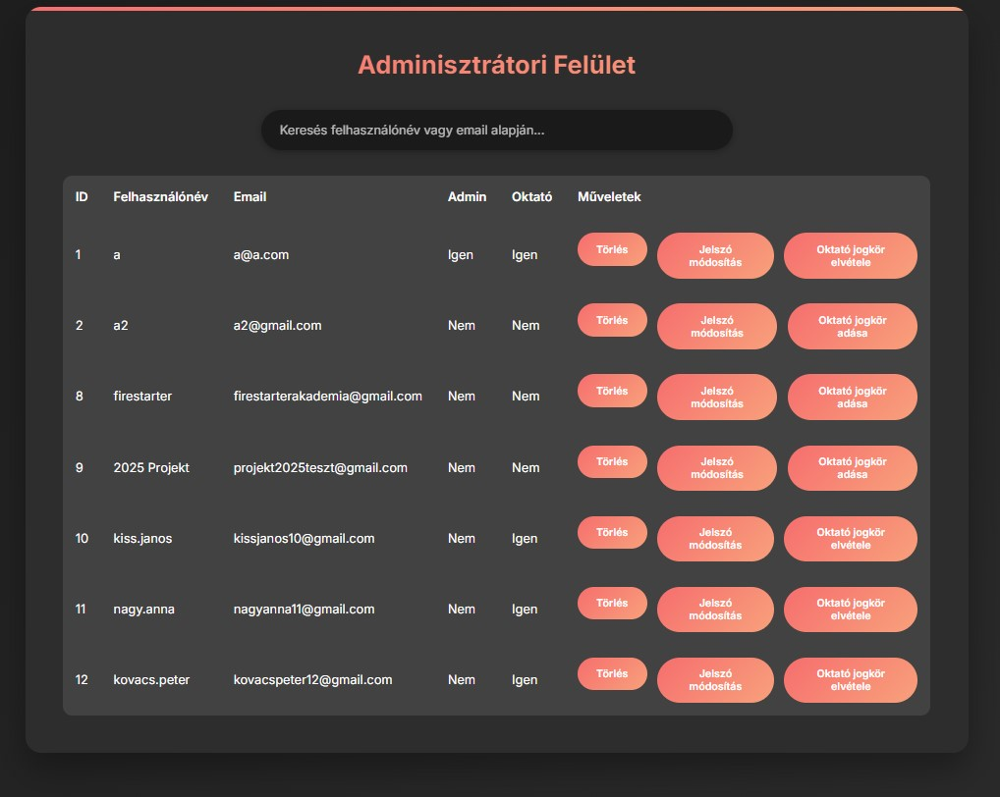 Adminisztrátori Felület
Keresés felhasználónév vagy email alapján...
ID Felhasználónév Email Admin Oktató Műveletek
1 a a@a.com Igen Igen Törlés Jelszó módosítás Oktató jogkör elvétele
2 a2 a2@gmail.com Nem Nem Törlés Jelszó módosítás Oktató jogkör adása
8 firestarter firestarterakademia@gmail.com Nem Nem Törlés Jelszó módosítás Oktató jogkör adása
9 2025 Projekt projekt2025teszt@gmail.com Nem Nem Törlés Jelszó módosítás Oktató jogkör adása
10 kiss.janos kissjanos10@gmail.com Nem Igen Törlés Jelszó módosítás Oktató jogkör elvétele
11 nagy.anna nagyanna11@gmail.com Nem Igen Törlés Jelszó módosítás Oktató jogkör elvétele
12 kovacs.peter kovacspeter12@gmail.com Nem Igen Törlés Jelszó módosítás Oktató jogkör elvétele